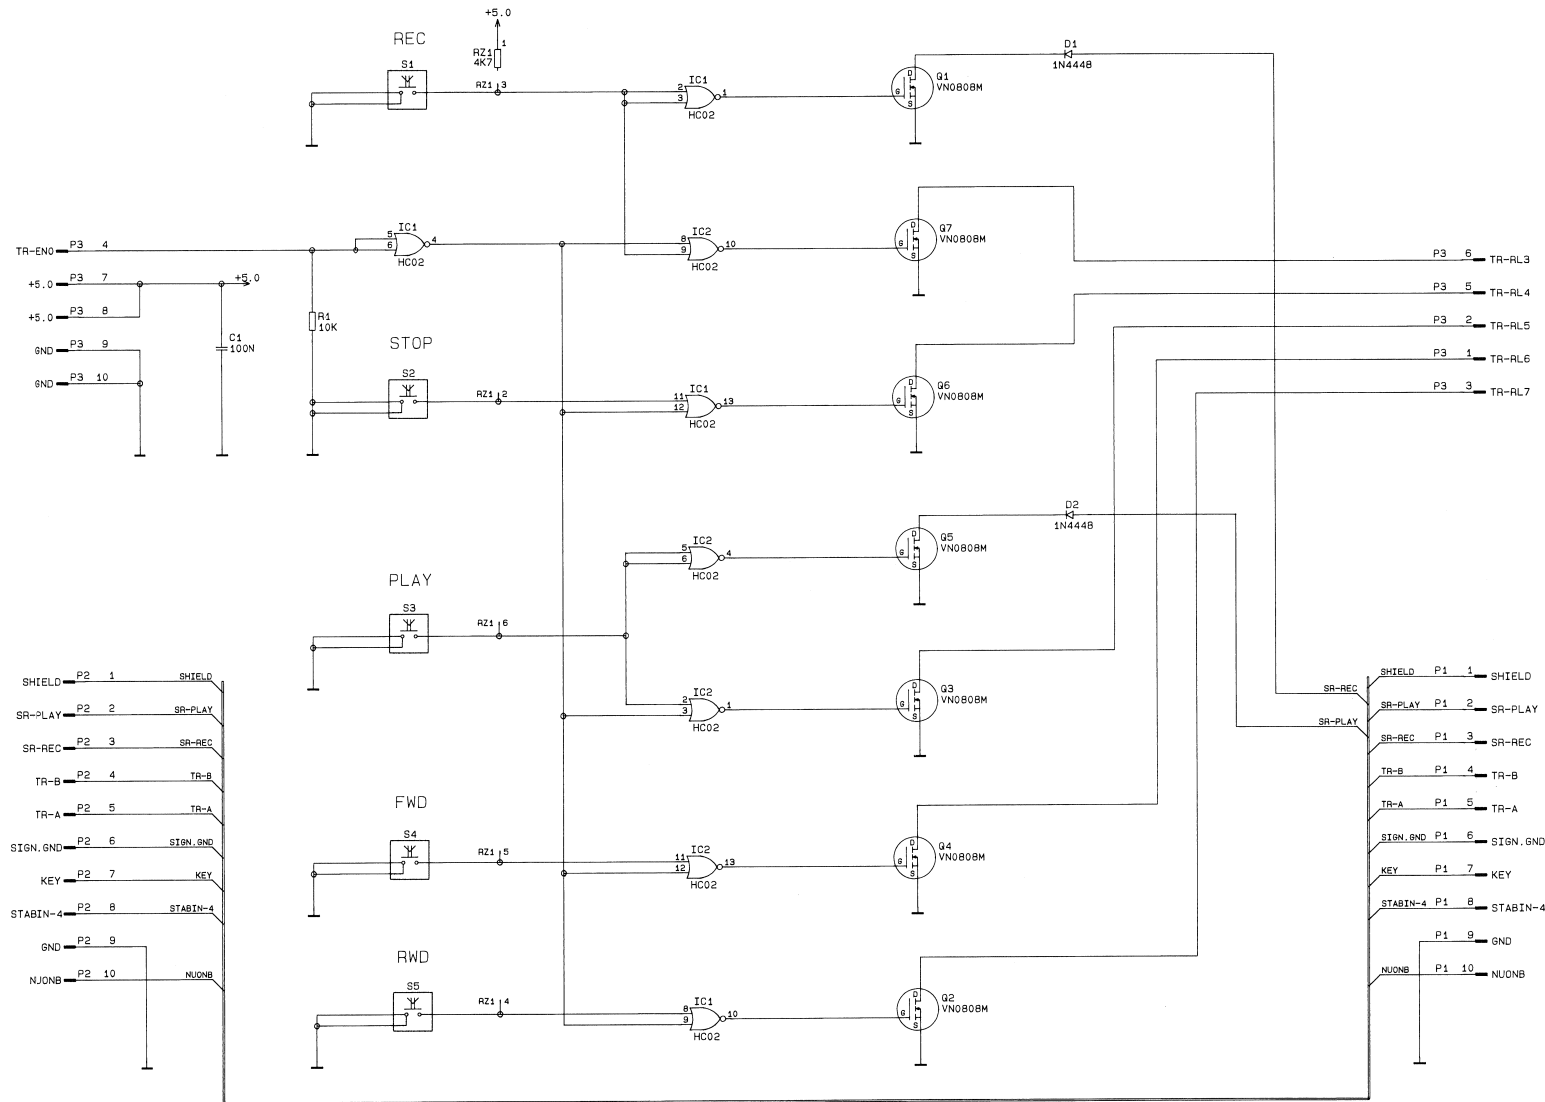 +5.0
REC
RZ1 1
4K7
S1
RZ1 3
2 IC1 1
3
HC02
G D S
Q1
VN0808M
D1
1N4448
TR-ENO P3 4
5 IC1 4
6
HC02
8 IC2 10
9
HC02
G D S
Q7
VN0808M
+5.0 P3 7
+5.0
+5.0 P3 8
GND P3 9
GND P3 10
C1
100N
R1
10K
P3 6 TR-RL3
P3 5 TR-RL4
P3 2 TR-RL5
P3 1 TR-RL6
P3 3 TR-RL7
STOP
S2
RZ1 2
11 IC1 13
12
HC02
G D S
Q6
VN0808M
PLAY
S3
RZ1 6
5 IC2 4
6
HC02
G D S
Q5
VN0808M
D2
1N4448
2 IC2 1
3
HC02
G D S
Q3
VN0808M
FWD
S4
RZ1 5
11 IC2 13
12
HC02
G D S
Q4
VN0808M
RWD
S5
RZ1 4
8 IC1 10
9
HC02
G D S
Q2
VN0808M
SHIELD P2 1 SHIELD
SR-PLAY P2 2 SR-PLAY
SR-REC P2 3 SR-REC
TR-B P2 4 TR-B
TR-A P2 5 TR-A
SIGN.GND P2 6 SIGN.GND
KEY P2 7 KEY
STABIN-4 P2 8 STABIN-4
GND P2 9
NUONB P2 10 NUONB
SR-REC
SR-PLAY
SHIELD P1 1 SHIELD
SR-PLAY P1 2 SR-PLAY
SR-REC P1 3 SR-REC
TR-B P1 4 TR-B
TR-A P1 5 TR-A
SIGN.GND P1 6 SIGN.GND
KEY P1 7 KEY
STABIN-4 P1 8 STABIN-4
P1 9 GND
NUONB P1 10 NUONB